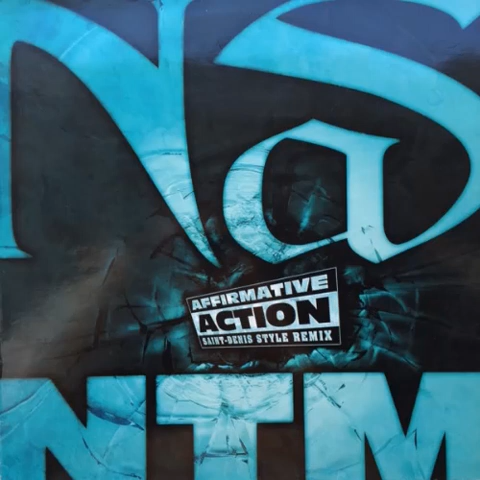 NaS
AFFIRMATIVE
ACTION
SAINT-DENIS STYLE REMIX
NTM